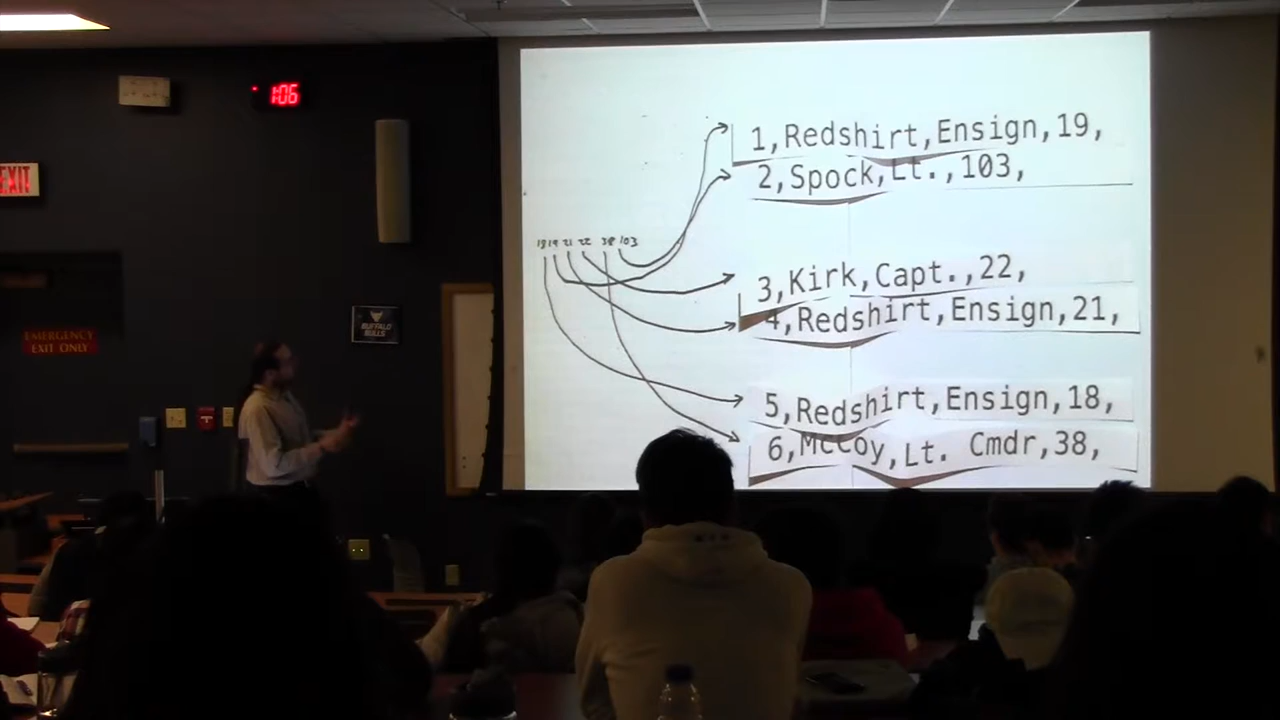 1:06
EXIT
EMERGENCY
EXIT ONLY
BUFFALO
BULLS
1,Redshirt,Ensign,19,
2,Spock,Lt.,103,
18 19 21 22 38 103
3,Kirk,Capt.,22,
4,Redshirt,Ensign,21,
5,Redshirt,Ensign,18,
6,McCoy,Lt. Cmdr,38,